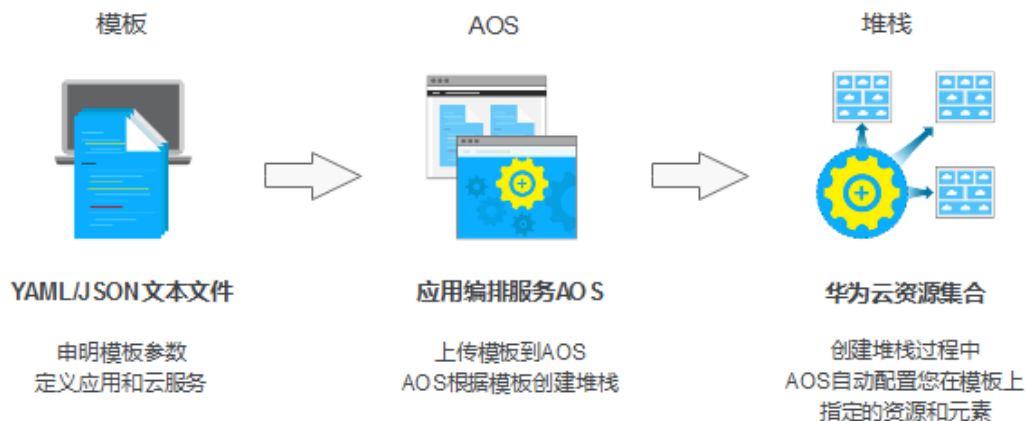 模板
AOS
堆栈
YAML/JSON文本文件
应用编排服务AOS
华为云资源集合
申明模板参数
定义应用和云服务
上传模板到AOS
AOS根据模板创建堆栈
创建堆栈过程中
AOS自动配置您在模板上
指定的资源和元素